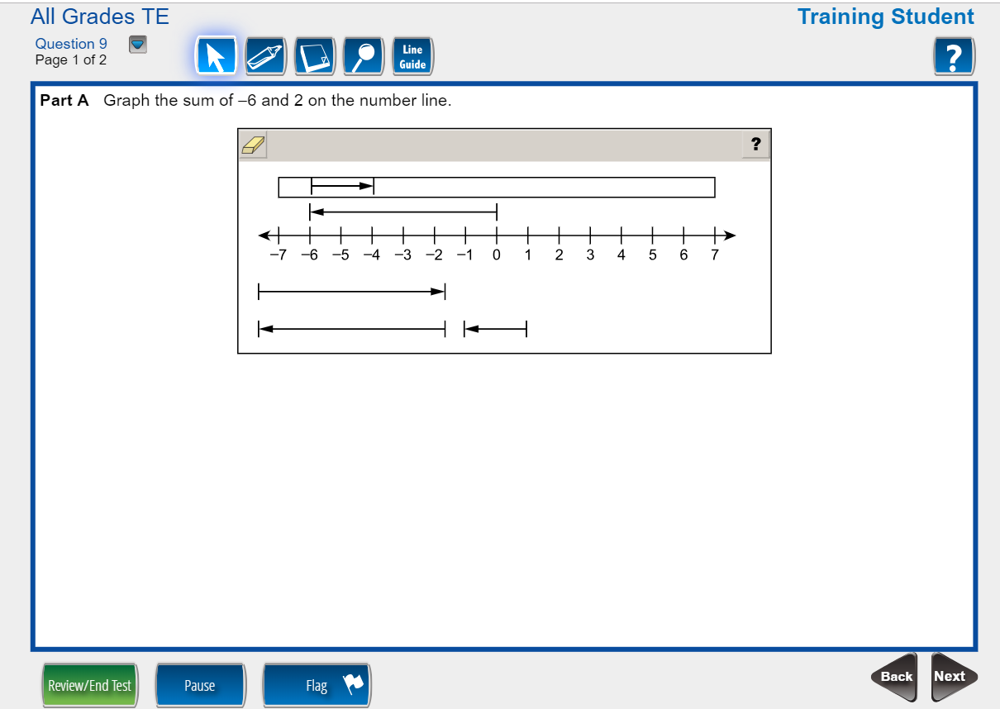 All Grades TE
Training Student
Question 9
Page 1 of 2
Line
Guide
?
Part A Graph the sum of –6 and 2 on the number line.
?
–7 –6 –5 –4 –3 –2 –1 0 1 2 3 4 5 6 7
Review/End Test
Pause
Flag
Back
Next